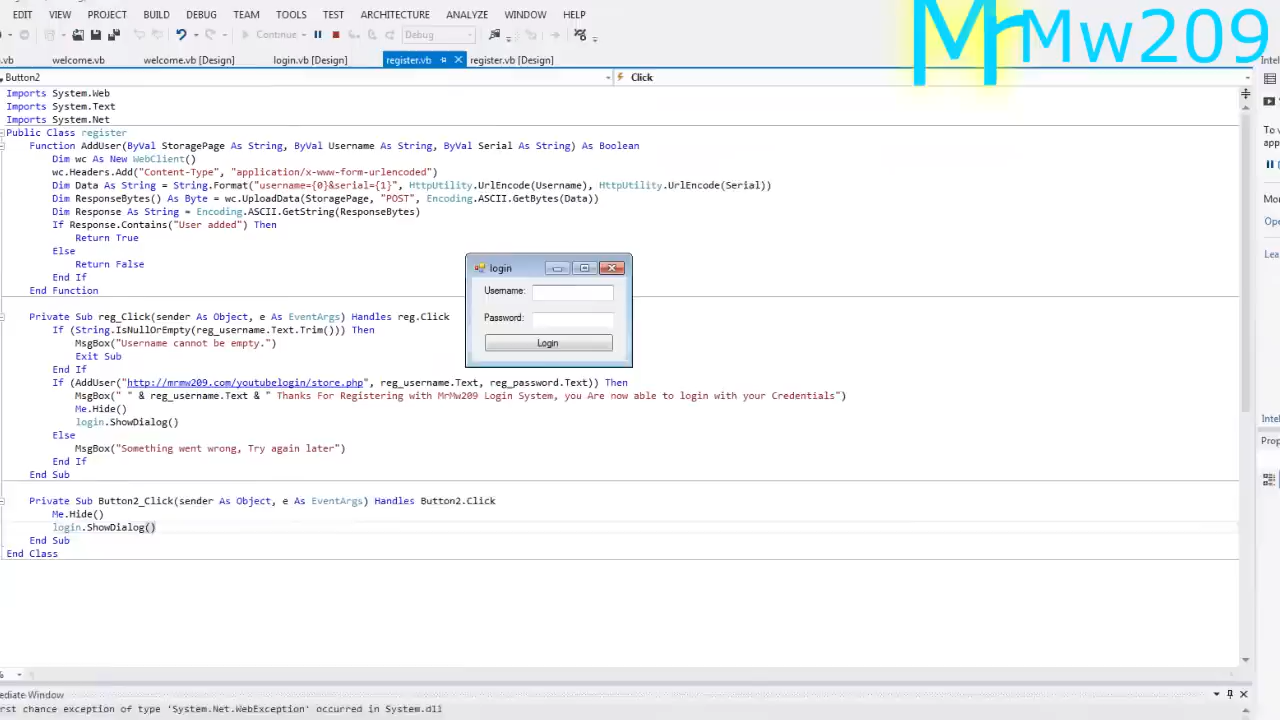 EDIT VIEW PROJECT BUILD DEBUG TEAM TOOLS TEST ARCHITECTURE ANALYZE WINDOW HELP
MrMw209
Continue Debug
.vb welcome.vb welcome.vb [Design] login.vb [Design] register.vb register.vb [Design]
Intel
Button2 Click
Imports System.Web
Imports System.Text
Imports System.Net
Public Class register
Function AddUser(ByVal StoragePage As String, ByVal Username As String, ByVal Serial As String) As Boolean
Dim wc As New WebClient()
wc.Headers.Add("Content-Type", "application/x-www-form-urlencoded")
Dim Data As String = String.Format("username={0}&serial={1}", HttpUtility.UrlEncode(Username), HttpUtility.UrlEncode(Serial))
Dim ResponseBytes() As Byte = wc.UploadData(StoragePage, "POST", Encoding.ASCII.GetBytes(Data))
Dim Response As String = Encoding.ASCII.GetString(ResponseBytes)
If Response.Contains("User added") Then
Return True
Else
Return False
End If
End Function
Private Sub reg_Click(sender As Object, e As EventArgs) Handles reg.Click
If (String.IsNullOrEmpty(reg_username.Text.Trim())) Then
MsgBox("Username cannot be empty.")
Exit Sub
End If
If (AddUser("http://mrmw209.com/youtubelogin/store.php", reg_username.Text, reg_password.Text)) Then
MsgBox(" " & reg_username.Text & " Thanks For Registering with MrMw209 Login System, you Are now able to login with your Credentials")
Me.Hide()
login.ShowDialog()
Else
MsgBox("Something went wrong, Try again later")
End If
End Sub
Private Sub Button2_Click(sender As Object, e As EventArgs) Handles Button2.Click
Me.Hide()
login.ShowDialog()
End Sub
End Class
login
Username:
Password:
Login
To v
app
Mor
Ope
Lea
Intel
Prop
%
ediate Window
rst chance exception of type 'System.Net.WebException' occurred in System.dll